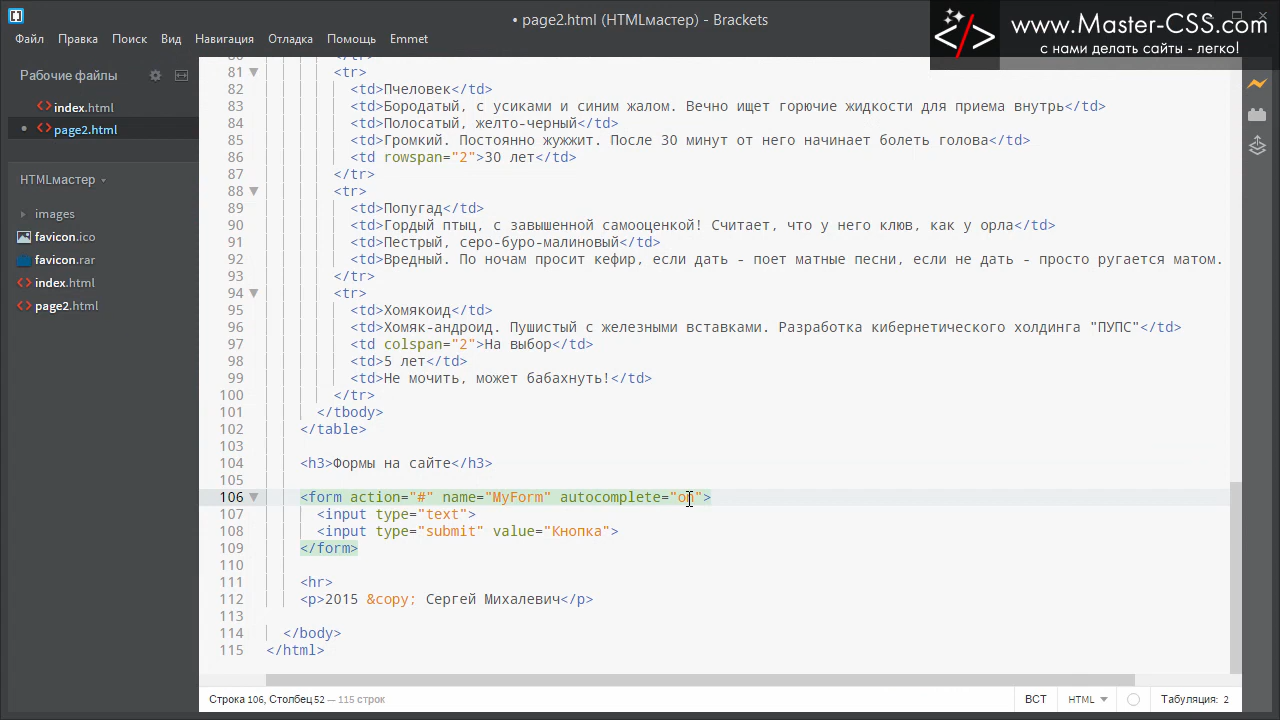 • page2.html (HTMLмастер) - Brackets
www.Master-CSS.com
с нами делать сайты - легко!
Файл Правка Поиск Вид Навигация Отладка Помощь Emmet
Рабочие файлы
index.html
• page2.html
HTMLмастер
images
favicon.ico
favicon.rar
index.html
page2.html
81 <tr>
82 <td>Пчеловек</td>
83 <td>Бородатый, с усиками и синим жалом. Вечно ищет горючие жидкости для приема внутрь</td>
84 <td>Полосатый, желто-черный</td>
85 <td>Громкий. Постоянно жужжит. После 30 минут от него начинает болеть голова</td>
86 <td rowspan="2">30 лет</td>
87 </tr>
88 <tr>
89 <td>Попугад</td>
90 <td>Гордый птыц, с завышенной самооценкой! Считает, что у него клюв, как у орла</td>
91 <td>Пестрый, серо-буро-малиновый</td>
92 <td>Вредный. По ночам просит кефир, если дать - поет матные песни, если не дать - просто ругается матом.
93 </tr>
94 <tr>
95 <td>Хомякоид</td>
96 <td>Хомяк-андроид. Пушистый с железными вставками. Разработка кибернетического холдинга "ПУПС"</td>
97 <td colspan="2">На выбор</td>
98 <td>5 лет</td>
99 <td>Не мочить, может бабахнуть!</td>
100 </tr>
101 </tbody>
102 </table>
103
104 <h3>Формы на сайте</h3>
105
106 <form action="#" name="MyForm" autocomplete=">
107 <input type="text">
108 <input type="submit" value="Кнопка">
109 </form>
110
111 <hr>
112 <p>2015 &copy; Сергей Михалевич</p>
113
114 </body>
115 </html>
Строка 106, Столбец 52 — 115 строк
ВСТ HTML Табуляция: 2